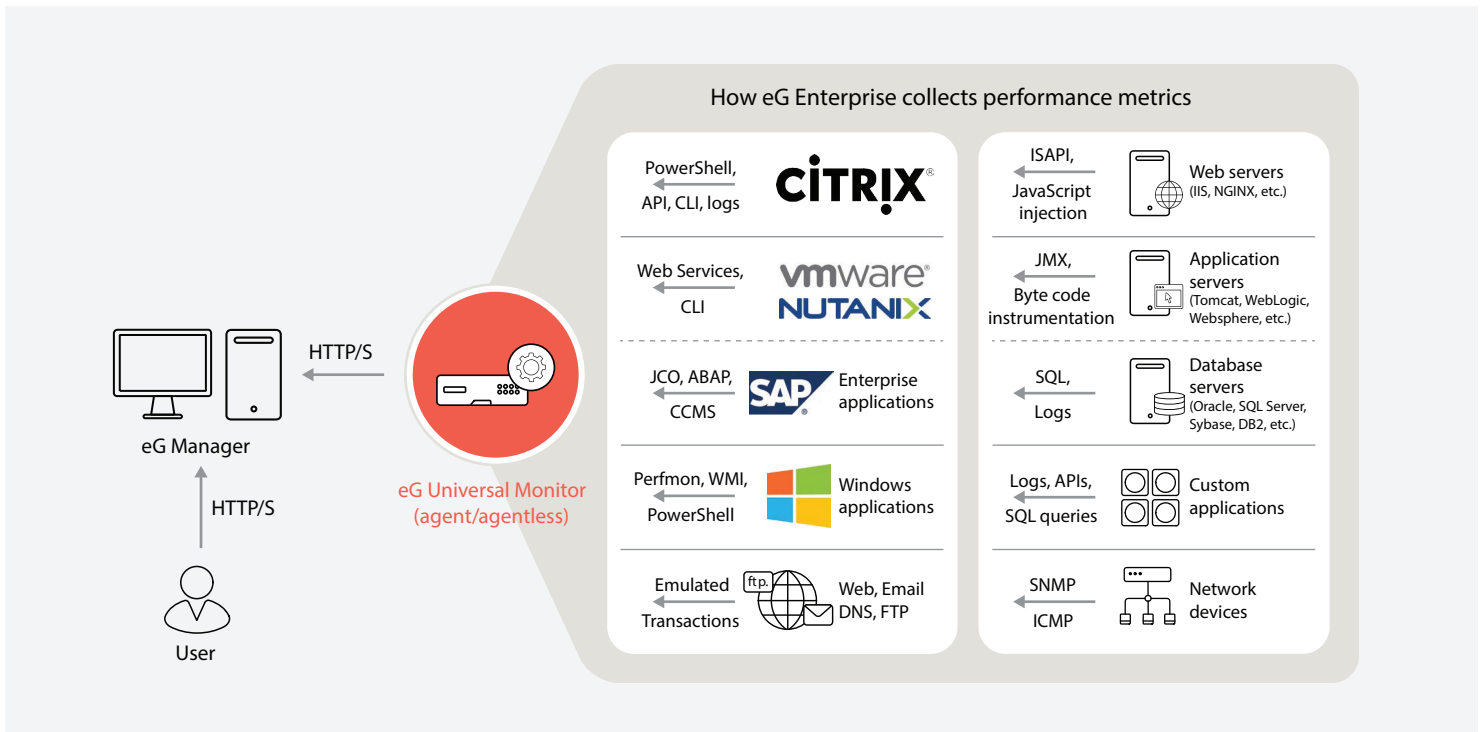 How eG Enterprise collects performance metrics
PowerShell,
API, CLI, logs
CiTRIX®
Web Services,
CLI
vmware®
NUTANIX
JCO, ABAP,
CCMS
SAP®
Enterprise
applications
Perfmon, WMI,
PowerShell
Windows
applications
Emulated
Transactions
ftp.
Web, Email
DNS, FTP
ISAPI,
JavaScript
injection
Web servers
(IIS, NGINX, etc.)
JMX,
Byte code
instrumentation
Application
servers
(Tomcat, WebLogic,
Websphere, etc.)
SQL,
Logs
Database
servers
(Oracle, SQL Server,
Sybase, DB2, etc.)
Logs, APIs,
SQL queries
Custom
applications
SNMP
ICMP
Network
devices
HTTP/S
eG Manager
eG Universal Monitor
(agent/agentless)
HTTP/S
User